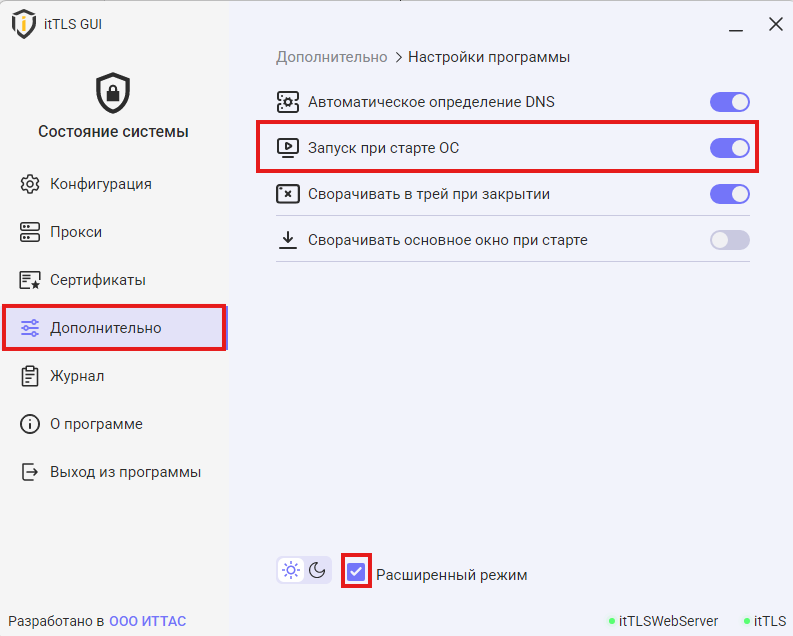 itTLS GUI
Состояние системы
Конфигурация
Прокси
Сертификаты
Дополнительно
Журнал
О программе
Выход из программы
Разработано в ООО ИТТАС
Дополнительно > Настройки программы
Автоматическое определение DNS
Запуск при старте ОС
Сворачивать в трей при закрытии
Сворачивать основное окно при старте
Расширенный режим
itTLSWebServer
itTLS